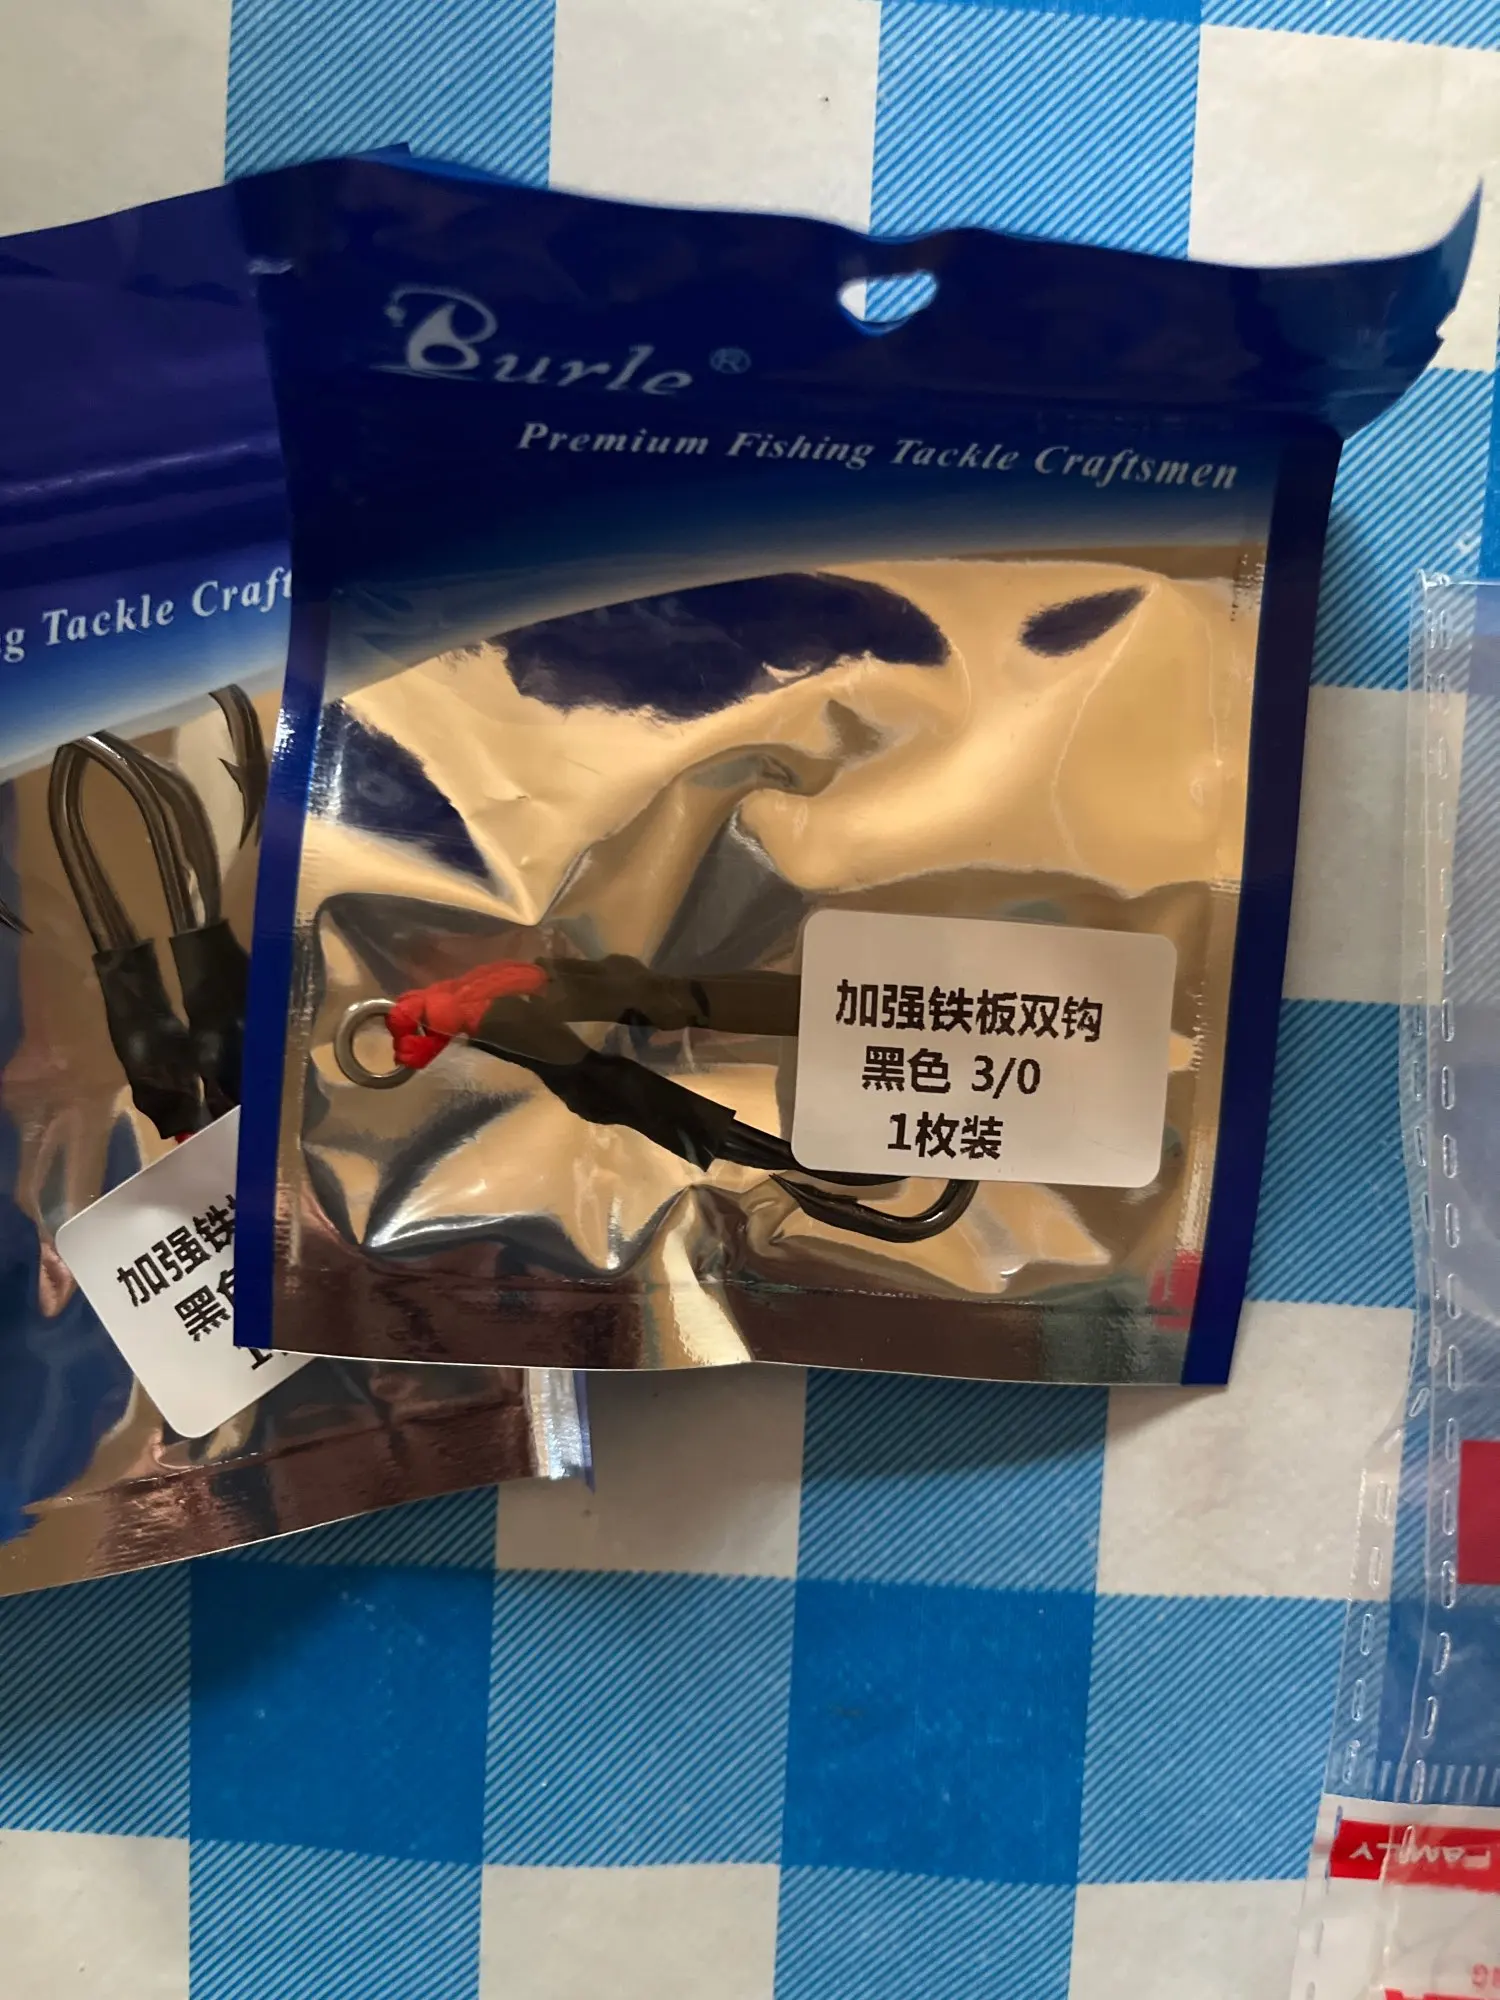 Burle®
Premium Fishing Tackle Craftsmen
加强铁板双钩
黑色 3/0
1枚装
Tackle Craft
加强铁
黑